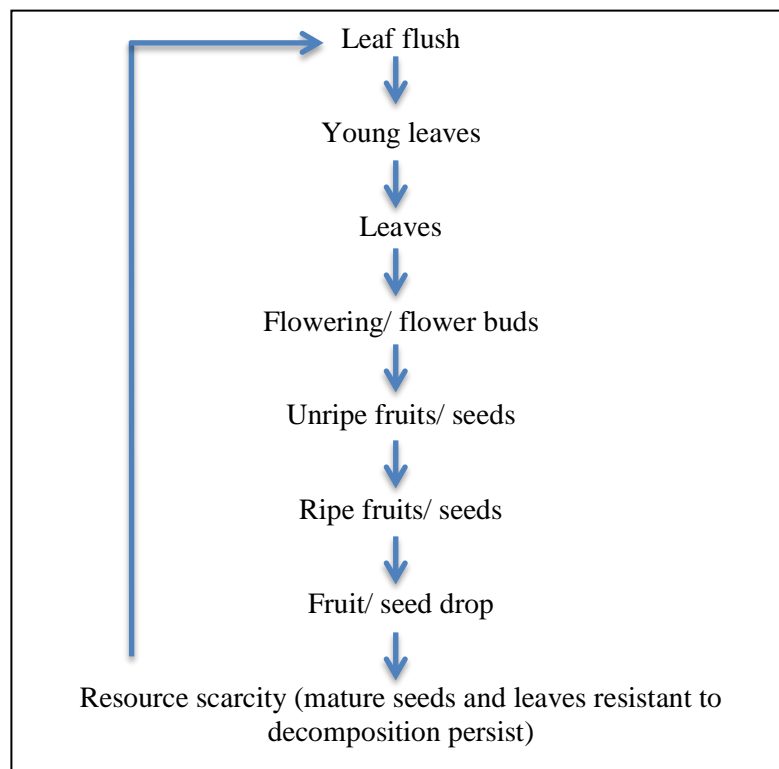 Leaf flush
Young leaves
Leaves
Flowering/ flower buds
Unripe fruits/ seeds
Ripe fruits/ seeds
Fruit/ seed drop
Resource scarcity (mature seeds and leaves resistant to
decomposition persist)